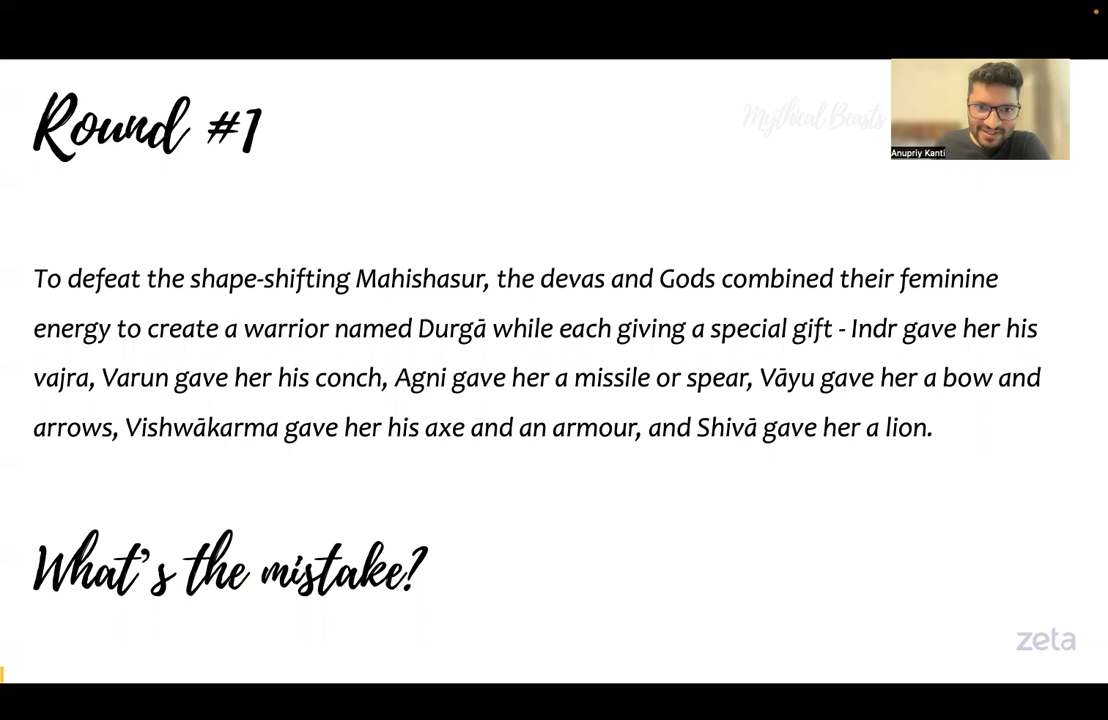 Round #1
Mythical Beasts
Anupriy Kanti
To defeat the shape-shifting Mahishasur, the devas and Gods combined their feminine
energy to create a warrior named Durgā while each giving a special gift - Indr gave her his
vajra, Varun gave her his conch, Agni gave her a missile or spear, Vāyu gave her a bow and
arrows, Vishwākarma gave her his axe and an armour, and Shivā gave her a lion.
What's the mistake?
zeta